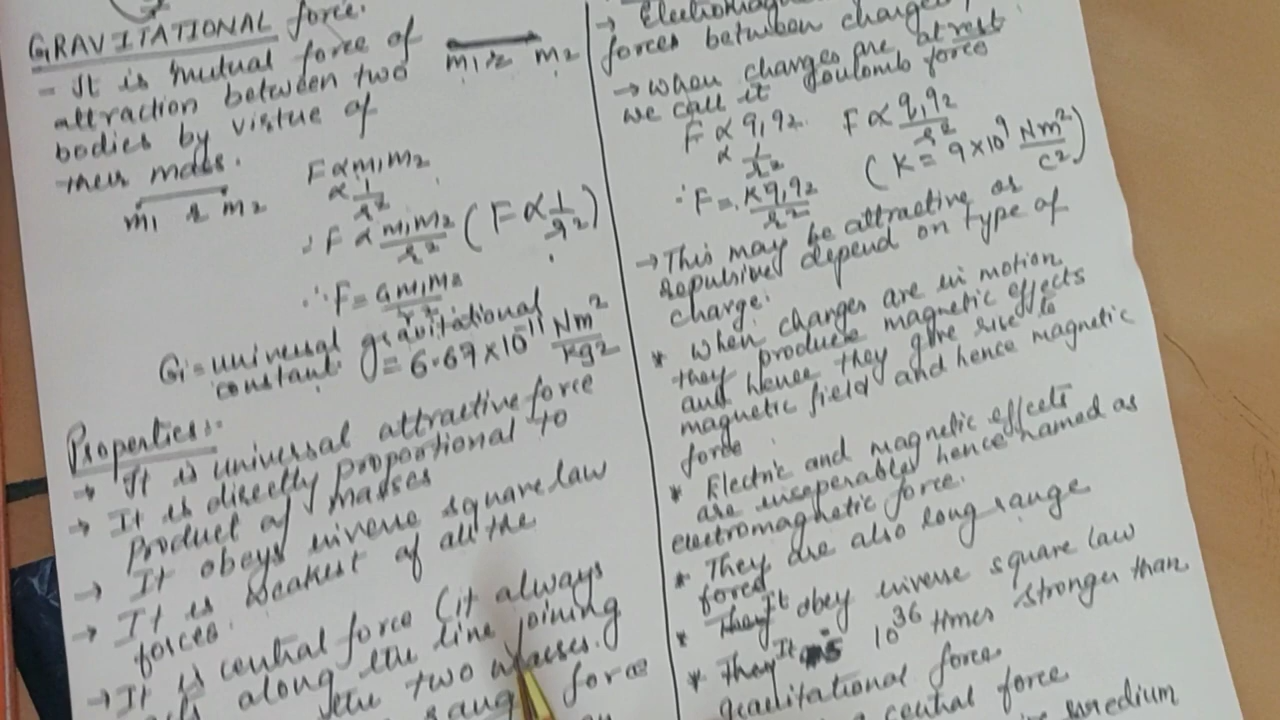 GRAVITATIONAL force.
- It is mutual force of
attraction between two
bodies by virtue of
their mass.
m1 r m2
m1 r m2
F ∝ m1m2
∝ 1/r2
∴ F ∝ m1m2/r2 (F ∝ 1/r2)
∴ F = Gm1m2/r2
G = universal gravitational
constant = 6.67 × 10^-11 Nm2/kg2
Properties:-
→ It is universal attractive force
→ It is directly proportional to
product of masses
→ It obeys inverse square law
→ It is weakest of all the
forces.
→ It is central force (it always
along the line joining
the two masses.
force
→
forces between charges
→ When charges are at rest
we call it Coulomb force
F ∝ q1q2 F ∝ q1q2/r2
∝ 1/r2
∴ F = Kq1q2/r2 (K = 9×10^9 Nm2/C2)
→ This may be attractive or
repulsive depend on type of
charge.
* When charges are in motion
they produce magnetic effects
and hence they give rise to
magnetic field and hence magnetic
force
* Electric and magnetic effects
are inseperable hence named as
electromagnetic force.
* They are also long range
forces
* It obey inverse square law
* It is 10^36 times stronger than
gravitational force
central force
medium